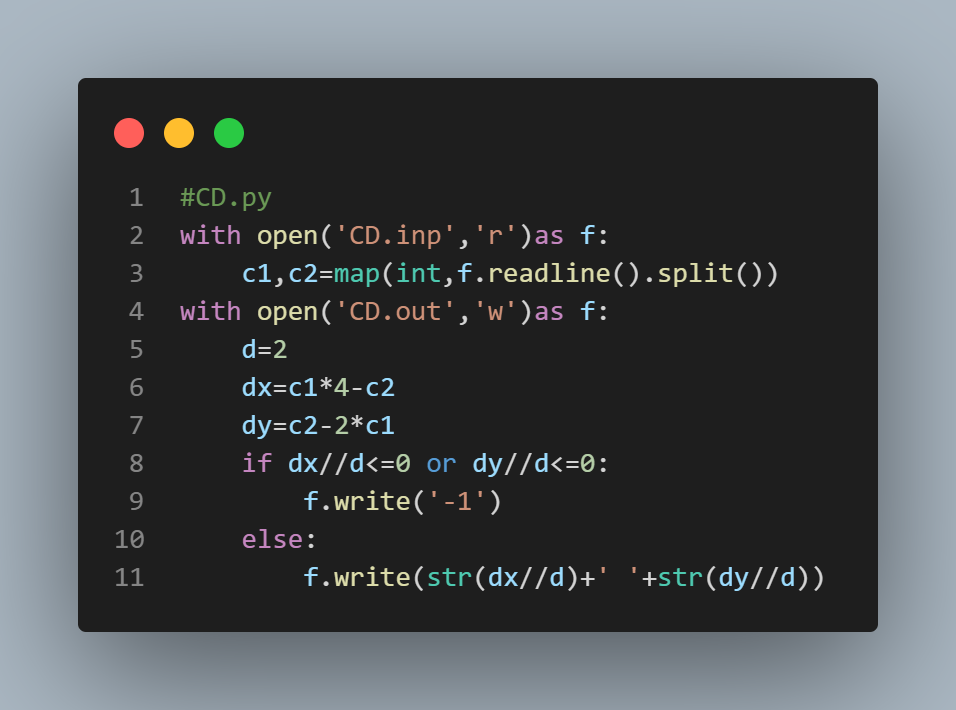 1 #CD.py
2 with open('CD.inp','r')as f:
3     c1,c2=map(int,f.readline().split())
4 with open('CD.out','w')as f:
5     d=2
6     dx=c1*4-c2
7     dy=c2-2*c1
8     if dx//d<=0 or dy//d<=0:
9         f.write('-1')
10     else:
11         f.write(str(dx//d)+' '+str(dy//d))